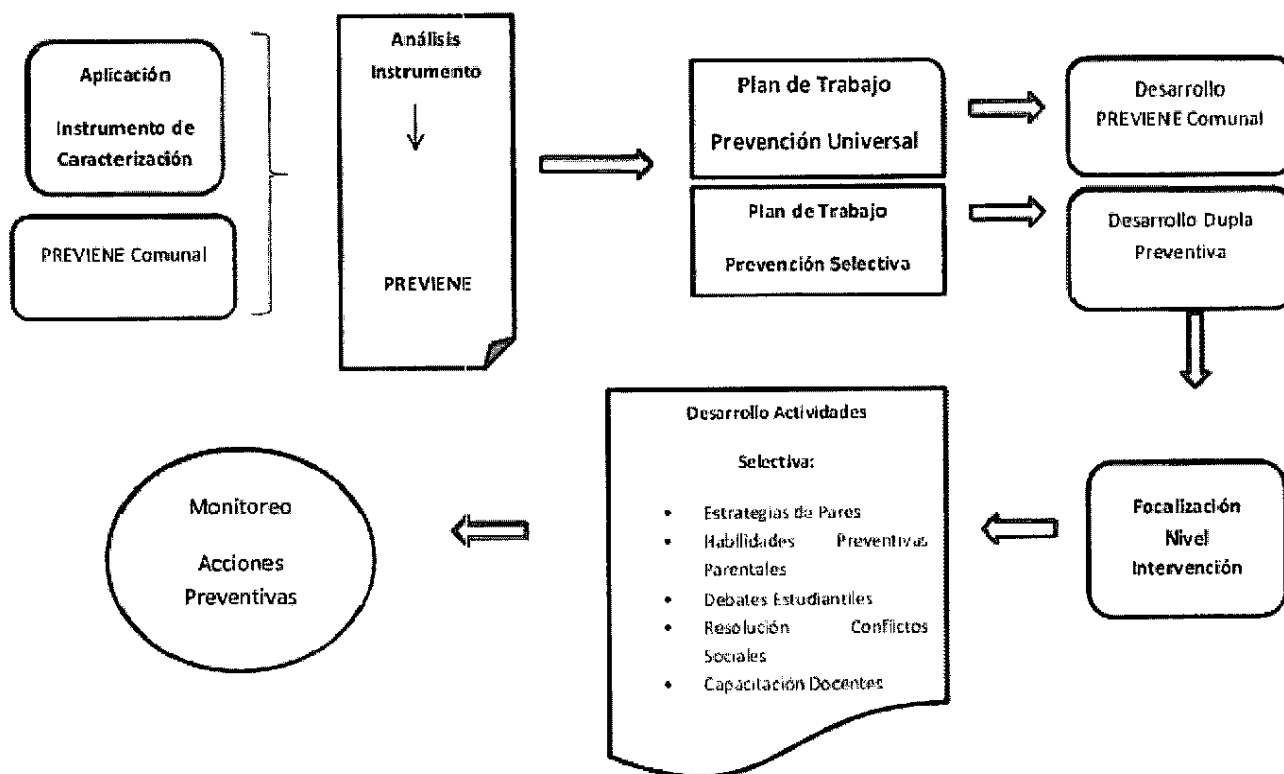 Aplicación
Instrumento de
Caracterización
PREVIENE Comunal
Análisis
Instrumento
PREVIENE
Plan de Trabajo
Prevención Universal
Plan de Trabajo
Prevención Selectiva
Desarrollo
PREVIENE Comunal
Desarrollo Dupla
Preventiva
Focalización
Nivel
Intervención
Desarrollo Actividades
Selectiva:
• Estrategias de Pares
• Habilidades Preventivas
Parentales
• Debates Estudiantiles
• Resolución Conflictos
Sociales
• Capacitación Docentes
Monitoreo
Acciones
Preventivas